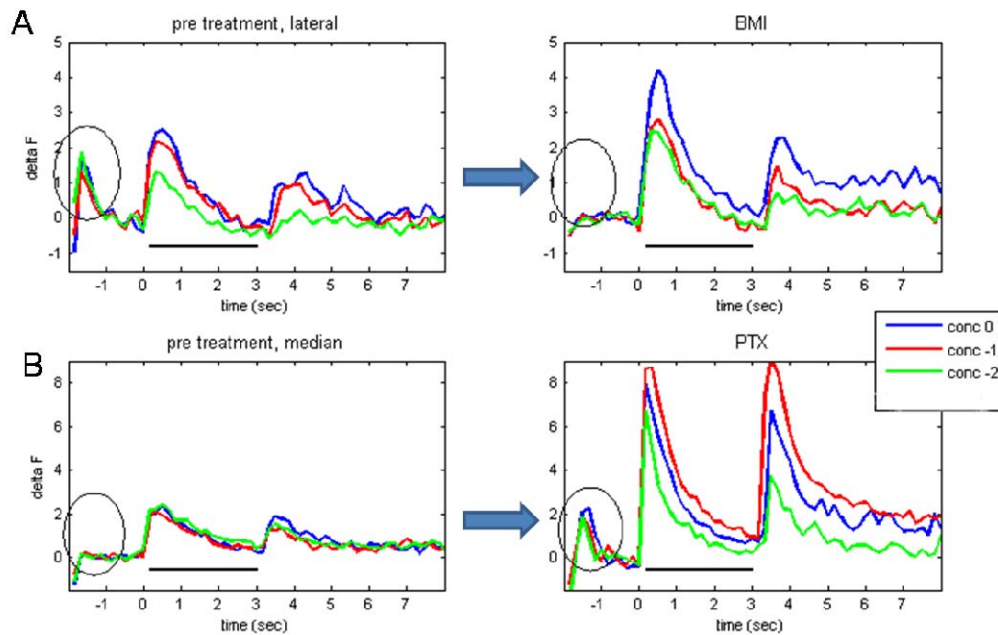 A
pre treatment, lateral
BMI
5
4
3
2
1
0
-1
delta F
-1 0 1 2 3 4 5 6 7
time (sec)
5
4
3
2
1
0
-1
-1 0 1 2 3 4 5 6 7
time (sec)
B
pre treatment, median
PTX
conc 0
conc -1
conc -2
8
6
4
2
0
delta F
-1 0 1 2 3 4 5 6 7
time (sec)
8
6
4
2
0
-1 0 1 2 3 4 5 6 7
time (sec)